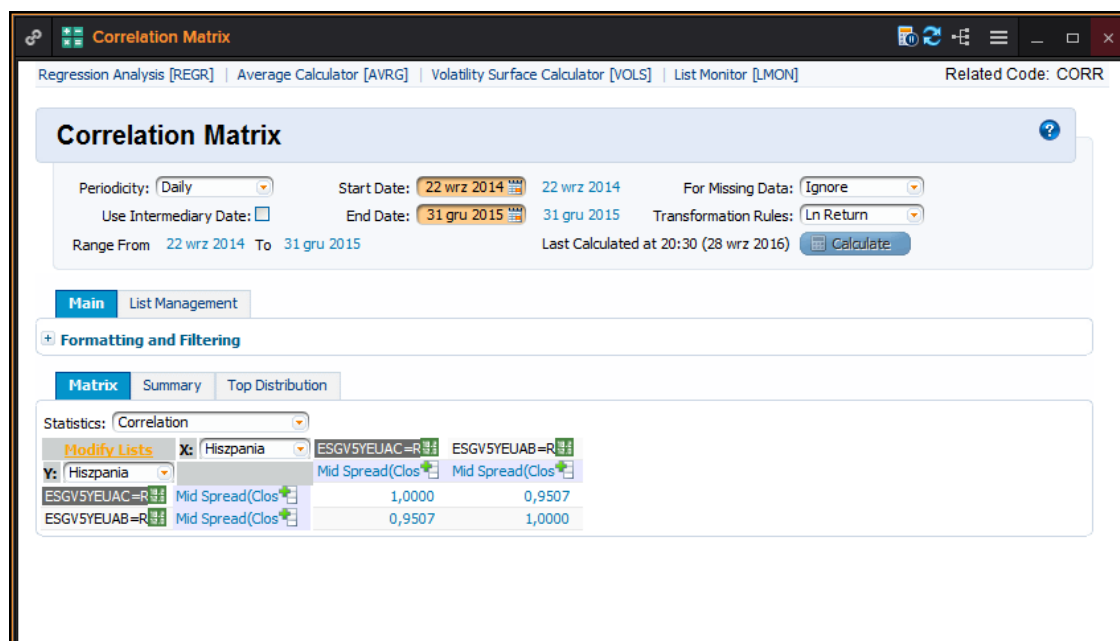 Correlation Matrix
Regression Analysis [REGR] | Average Calculator [AVRG] | Volatility Surface Calculator [VOLS] | List Monitor [LMON] Related Code: CORR
Correlation Matrix
Periodicity: Daily Start Date: 22 wrz 2014 22 wrz 2014 For Missing Data: Ignore
Use Intermediary Date: End Date: 31 gru 2015 31 gru 2015 Transformation Rules: Ln Return
Range From 22 wrz 2014 To 31 gru 2015 Last Calculated at 20:30 (28 wrz 2016) Calculate
Main List Management
Formatting and Filtering
Matrix Summary Top Distribution
Statistics: Correlation
Modify Lists X: Hiszpania ESGV5YEUAC=R ESGV5YEUAB=R
Y: Hiszpania Mid Spread(Clos Mid Spread(Clos
ESGV5YEUAC=R Mid Spread(Clos 1,0000 0,9507
ESGV5YEUAB=R Mid Spread(Clos 0,9507 1,0000